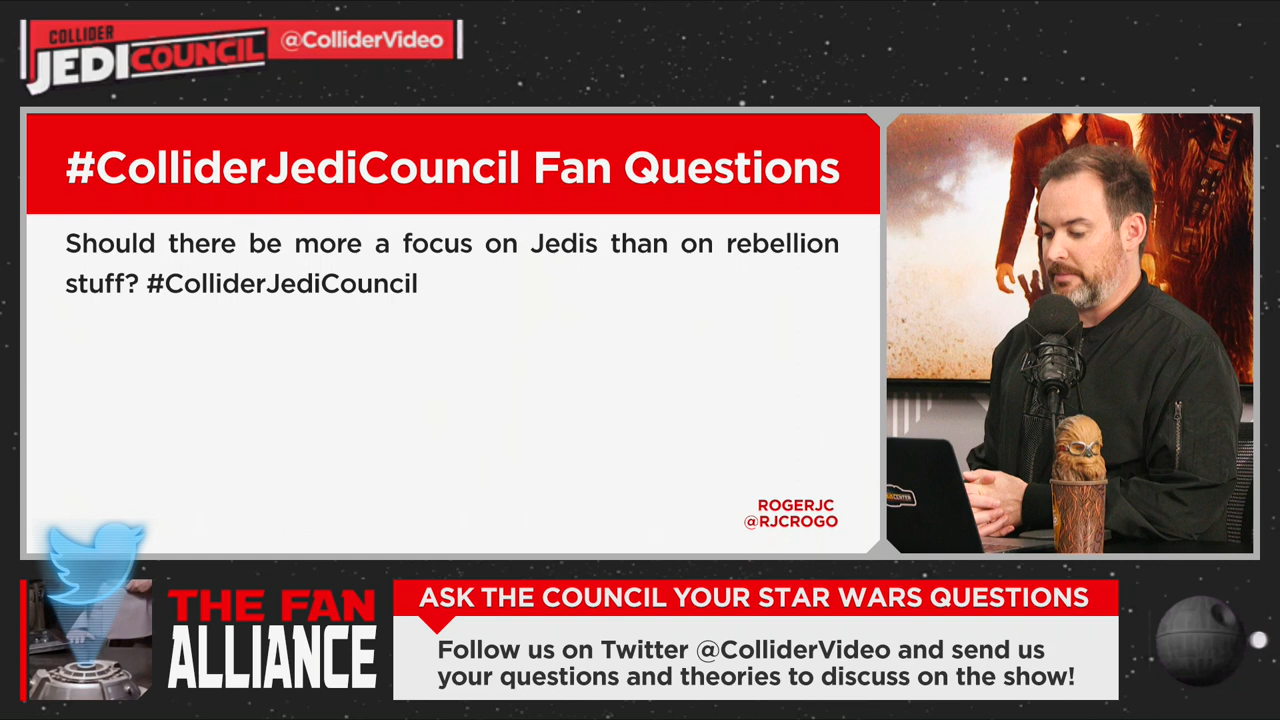 COLLIDER
JEDI COUNCIL
@ColliderVideo
#ColliderJediCouncil Fan Questions
Should there be more a focus on Jedis than on rebellion
stuff? #ColliderJediCouncil
ROGERJC
@RJCROGO
THE FAN
ALLIANCE
ASK THE COUNCIL YOUR STAR WARS QUESTIONS
Follow us on Twitter @ColliderVideo and send us
your questions and theories to discuss on the show!